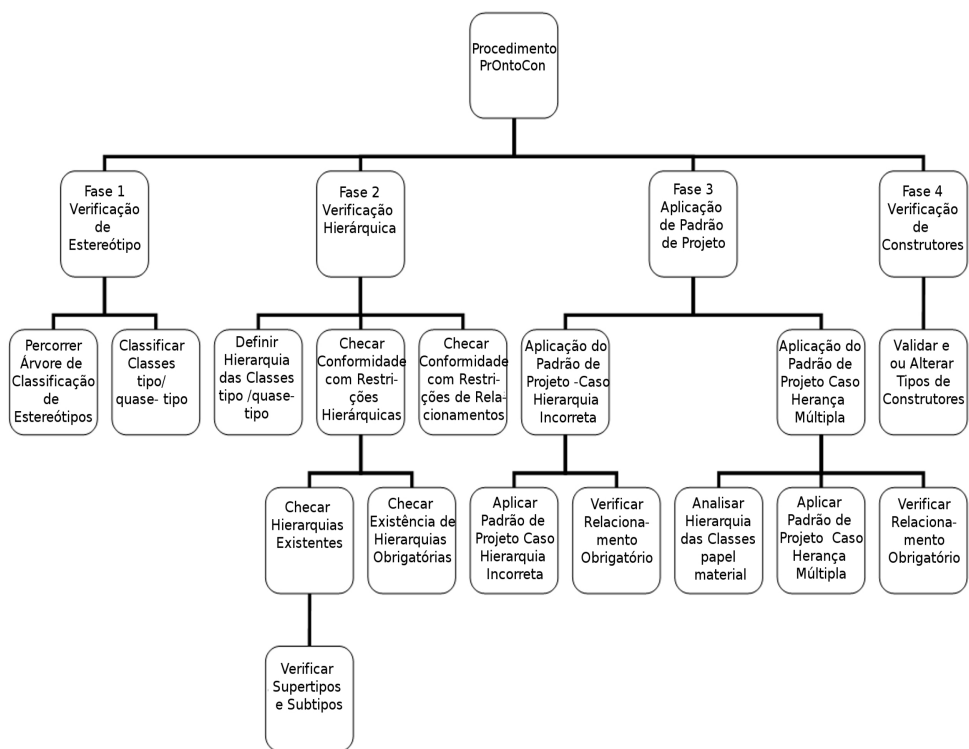 Procedimento
PrOntoCon
Fase 1
Verificação
de
Estereótipo
Fase 2
Verificação
Hierárquica
Fase 3
Aplicação
de Padrão
de Projeto
Fase 4
Verificação
de
Construtores
Percorrer
Árvore de
Classificação
de
Estereótipos
Classificar
Classes
tipo/
quase- tipo
Definir
Hierarquia
das Classes
tipo /quase-
tipo
Checar
Conformidade
com Restri-
ções
Hierárquicas
Checar
Conformidade
com Restri-
ções de Rela-
cionamentos
Aplicação do
Padrão de
Projeto -Caso
Hierarquia
Incorreta
Aplicação do
Padrão de
Projeto Caso
Herança
Múltipla
Validar e
ou Alterar
Tipos de
Construtores
Checar
Hierarquias
Existentes
Checar
Existência de
Hierarquias
Obrigatórias
Aplicar
Padrão de
Projeto Caso
Hierarquia
Incorreta
Verificar
Relaciona-
mento
Obrigatório
Analisar
Hierarquia
das Classes
papel
material
Aplicar
Padrão de
Projeto Caso
Herança
Múltipla
Verificar
Relaciona-
mento
Obrigatório
Verificar
Supertipos
e Subtipos